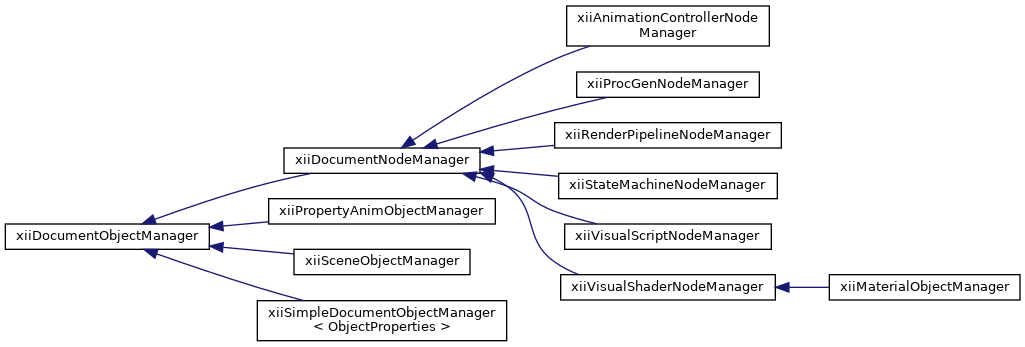 xiiAnimationControllerNode
Manager
xiiProcGenNodeManager
xiiRenderPipelineNodeManager
xiiDocumentNodeManager
xiiStateMachineNodeManager
xiiPropertyAnimObjectManager
xiiDocumentObjectManager
xiiVisualScriptNodeManager
xiiSceneObjectManager
xiiVisualShaderNodeManager
xiiMaterialObjectManager
xiiSimpleDocumentObjectManager
< ObjectProperties >